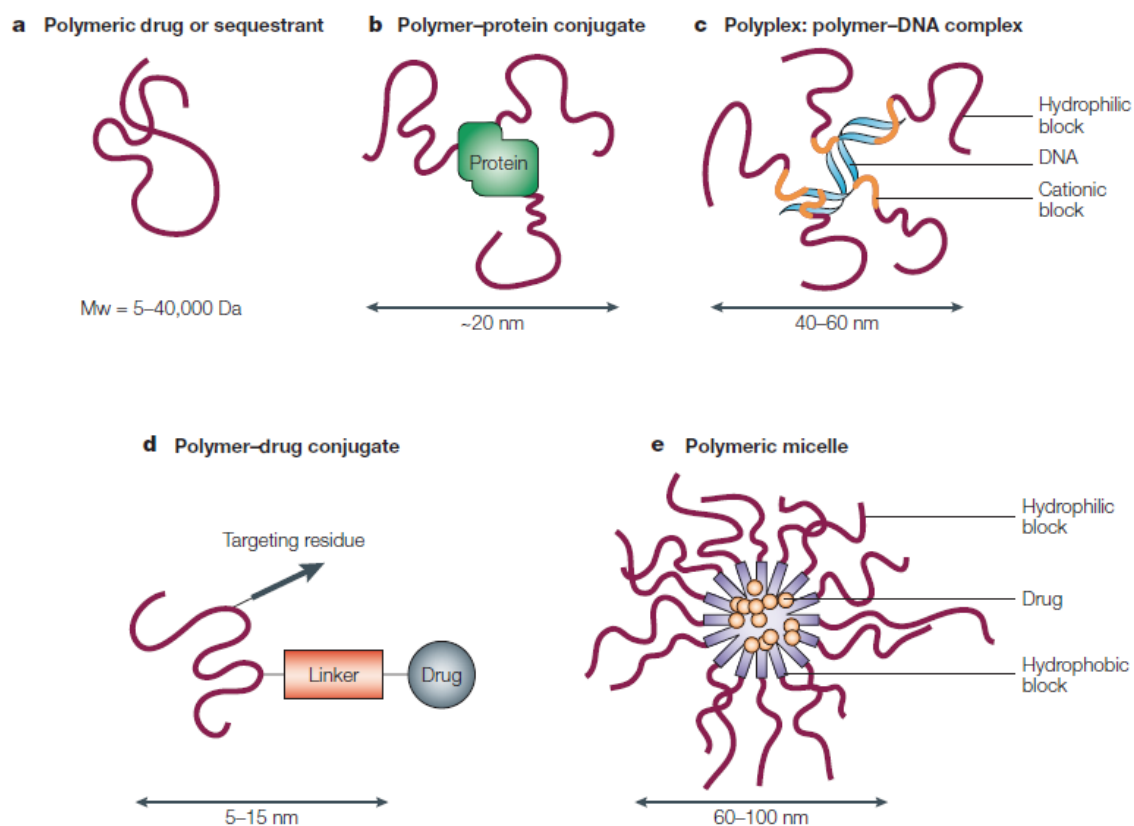 a Polymeric drug or sequestrant
b Polymer–protein conjugate
c Polyplex: polymer–DNA complex
Protein
Hydrophilic
block
DNA
Cationic
block
Mw = 5–40,000 Da
~20 nm
40–60 nm
d Polymer–drug conjugate
e Polymeric micelle
Targeting residue
Linker
Drug
Hydrophilic
block
Drug
Hydrophobic
block
5–15 nm
60–100 nm